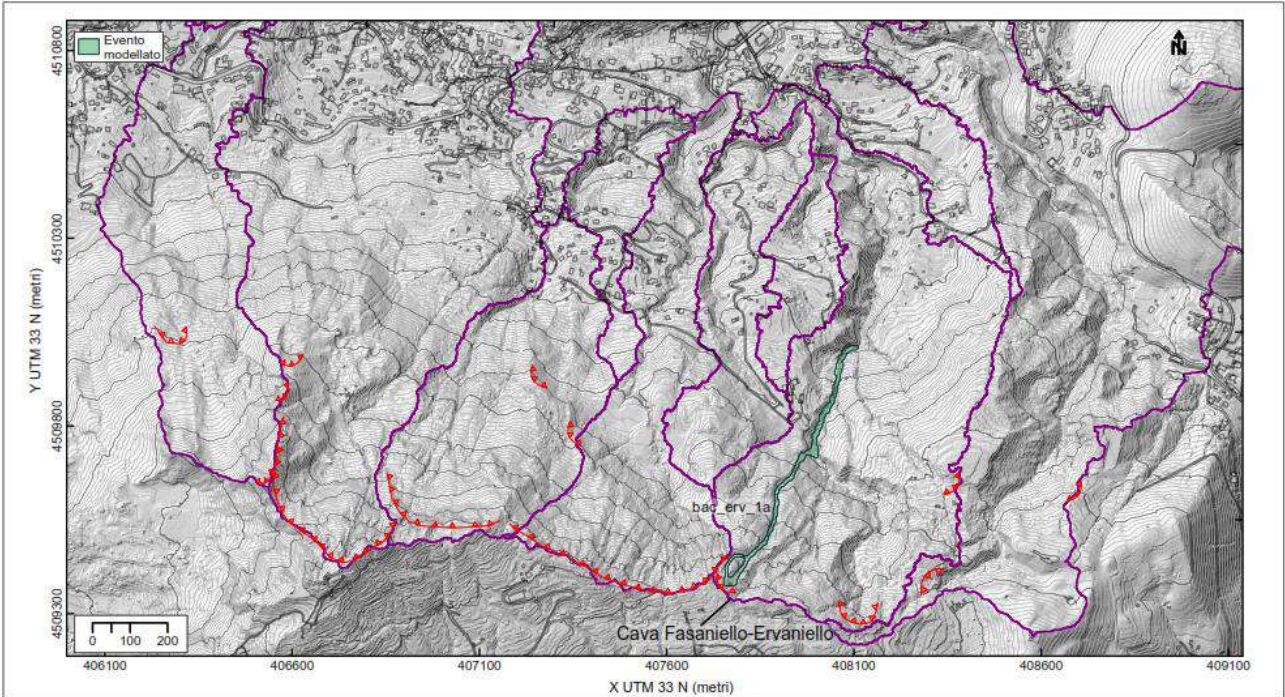 Evento
modellato
N
4510800
4510300
4509800
4509300
Y UTM 33 N (metri)
bac_erv_1a
Cava Fasaniello-Ervaniello
0 100 200
406100 406600 407100 407600 408100 408600 409100
X UTM 33 N (metri)